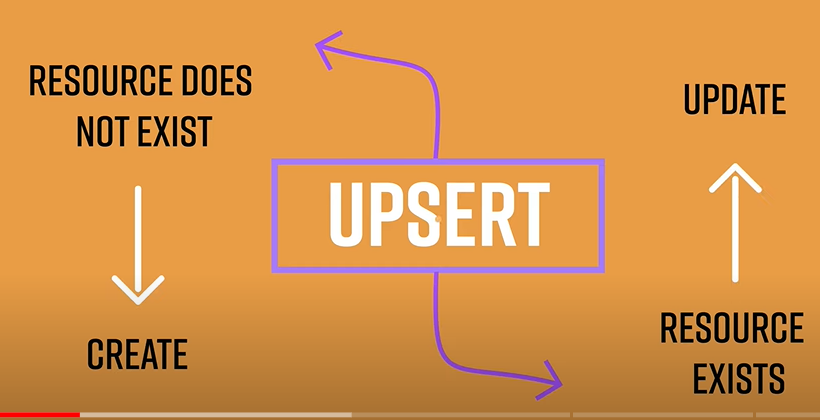 RESOURCE DOES
NOT EXIST
CREATE
UPSERT
UPDATE
RESOURCE
EXISTS